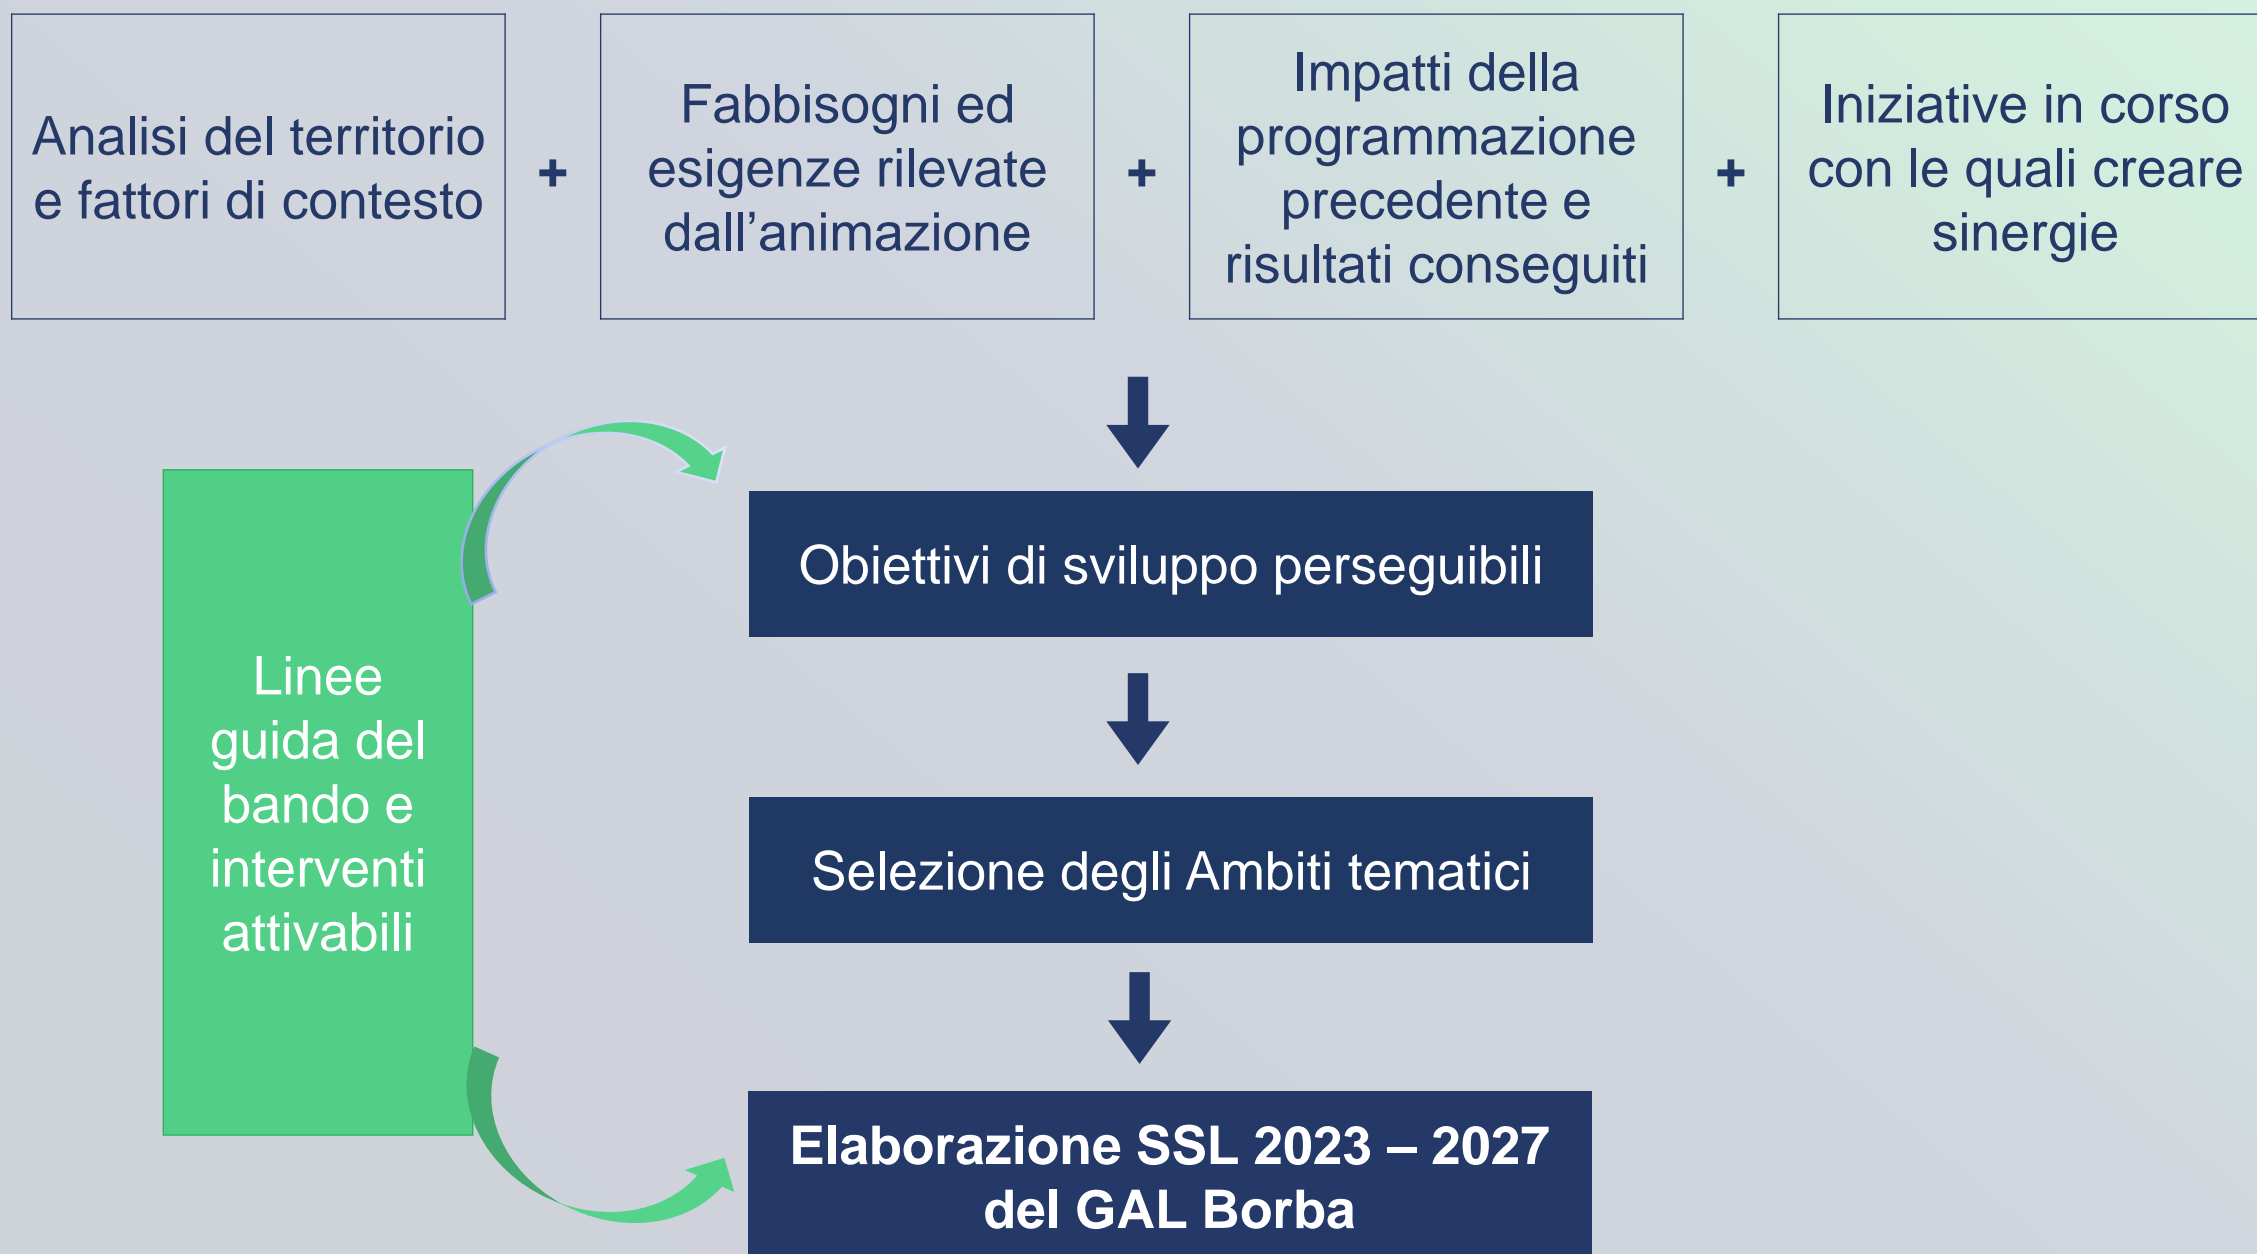 Analisi del territorio
e fattori di contesto
+
Fabbisogni ed
esigenze rilevate
dall’animazione
+
Impatti della
programmazione
precedente e
risultati conseguiti
+
Iniziative in corso
con le quali creare
sinergie
Linee
guida del
bando e
interventi
attivabili
Obiettivi di sviluppo perseguibili
Selezione degli Ambiti tematici
Elaborazione SSL 2023 – 2027
del GAL Borba